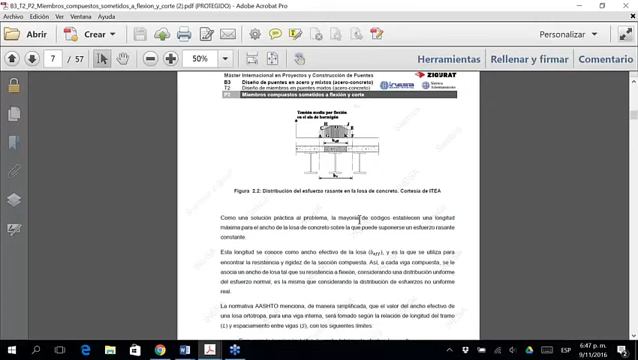 B3_T2_P2_Miembros_compuestos_sometidos_a_flexion_y_corte (2).pdf (PROTEGIDO) - Adobe Acrobat Pro
Archivo Edición Ver Ventana Ayuda
Abrir Crear Personalizar
7 / 57 50% Herramientas Rellenar y firmar Comentario
Máster Internacional en Proyectos y Construcción de Puentes
B3 Diseño de puentes en acero y mixtos (acero-concreto)
T2 Diseño de miembros en puentes mixtos (acero-concreto)
P2 Miembros compuestos sometidos a flexión y corte
ZIGURAT
Tensión media por flexión
en el ala de hormigón
Figura 2.2: Distribución del esfuerzo rasante en la losa de concreto. Cortesía de ITEA
Como una solución práctica al problema, la mayoría de códigos establecen una longitud
máxima para el ancho de la losa de concreto sobre la que puede suponerse un esfuerzo rasante
constante.
Esta longitud se conoce como ancho efectivo de la losa (b_eff), y es la que se utiliza para
encontrar la resistencia y rigidez de la sección compuesta. Así, a cada viga compuesta, se le
asocia un ancho de losa tal que su resistencia a flexión, considerando una distribución uniforme
del esfuerzo normal, es la misma que considerando la distribución de esfuerzos no uniforme
real.
La normativa AASHTO menciona, de manera simplificada, que el valor del ancho efectivo de
una losa ortótropa, para una viga interna, será tomado según la relación de longitud del tramo
(L) y espaciamiento entre vigas (S), con los siguientes límites:
ESP
6:47 p. m.
9/11/2016